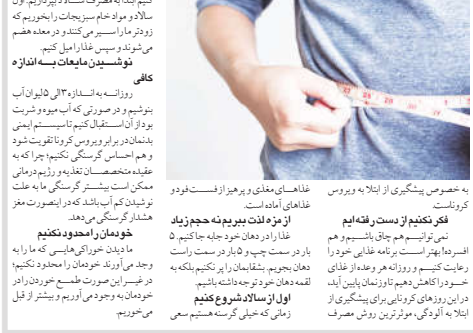 به خصوص پیشگیری از ابتلا به ویروس
کروناست.
فکر نکنیم از دست رفته ایم
نمی توانیم هم چاق باشیم و هم
افسرده! بهتر است برنامه غذایی خود را
رعایت کنیم و روزانه هر وعده از غذای
خود را کاهش دهیم تا وزنمان پایین آید،
در این روزهای کرونایی برای پیشگیری از
ابتلا به آلودگی، موثرترین روش مصرف
غذاهای مغذی و پرهیز از فست فود و
غذاهای آماده است.
از مزه لذت ببریم نه حجم زیاد
غذا را در دهان خود جابه جا کنیم. ۵
بار در سمت چپ و ۵ بار در سمت راست
دهان بجویم. بشقابمان را پر نکنیم بلکه به
لقمه دهان خود توجه داشته باشیم.
اول از سالاد شروع کنیم
زمانی که خیلی گرسنه هستیم سعی
کنیم ابتدا به مصرف سالاد بپردازیم. اول
سالاد و مواد خام سبزیجات را بخوریم که
زودتر ما را سیر می کنند و در معده هضم
می شوند و سپس غذا را میل کنیم.
نوشیدن مایعات به اندازه
کافی
روزانه به اندازه ۳ الی ۵ لیوان آب
بنوشیم و در صورتی که آب میوه و شربت
بود از آن استقبال کنیم تا سیستم ایمنی
بدنمان در برابر ویروس کرونا تقویت شود
و هم احساس گرسنگی نکنیم؛ چرا که به
عقیده متخصصان تغذیه و رژیم درمانی
ممکن است بیشتر گرسنگی ما به علت
نوشیدن کم آب باشد که در اینصورت مغز
هشدار گرسنگی می دهد.
خودمان را محدود نکنیم
ما دیدن خوراکی هایی که ما را به
وجد می آورند خودمان را محدود نکنیم؛
در غیر این صورت طمع خوردن را در
خودمان به وجود می آوریم و بیشتر از قبل
می خوریم.